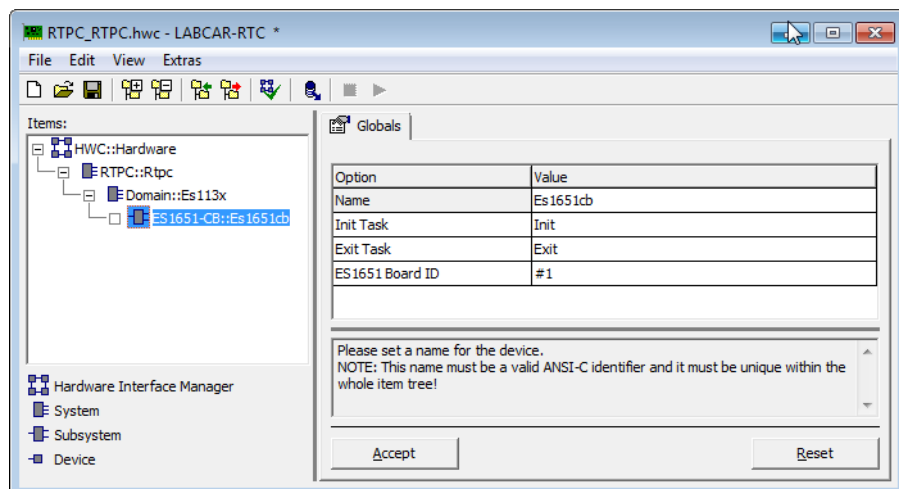 RTPC_RTPC.hwc - LABCAR-RTC *
File Edit View Extras
Items:
HWC::Hardware
RTPC::Rtpc
Domain::Es113x
ES1651-CB::Es1651cb
Hardware Interface Manager
System
Subsystem
Device
Globals
Option Value
Name Es1651cb
Init Task Init
Exit Task Exit
ES1651 Board ID #1
Please set a name for the device.
NOTE: This name must be a valid ANSI-C identifier and it must be unique within the
whole item tree!
Accept Reset